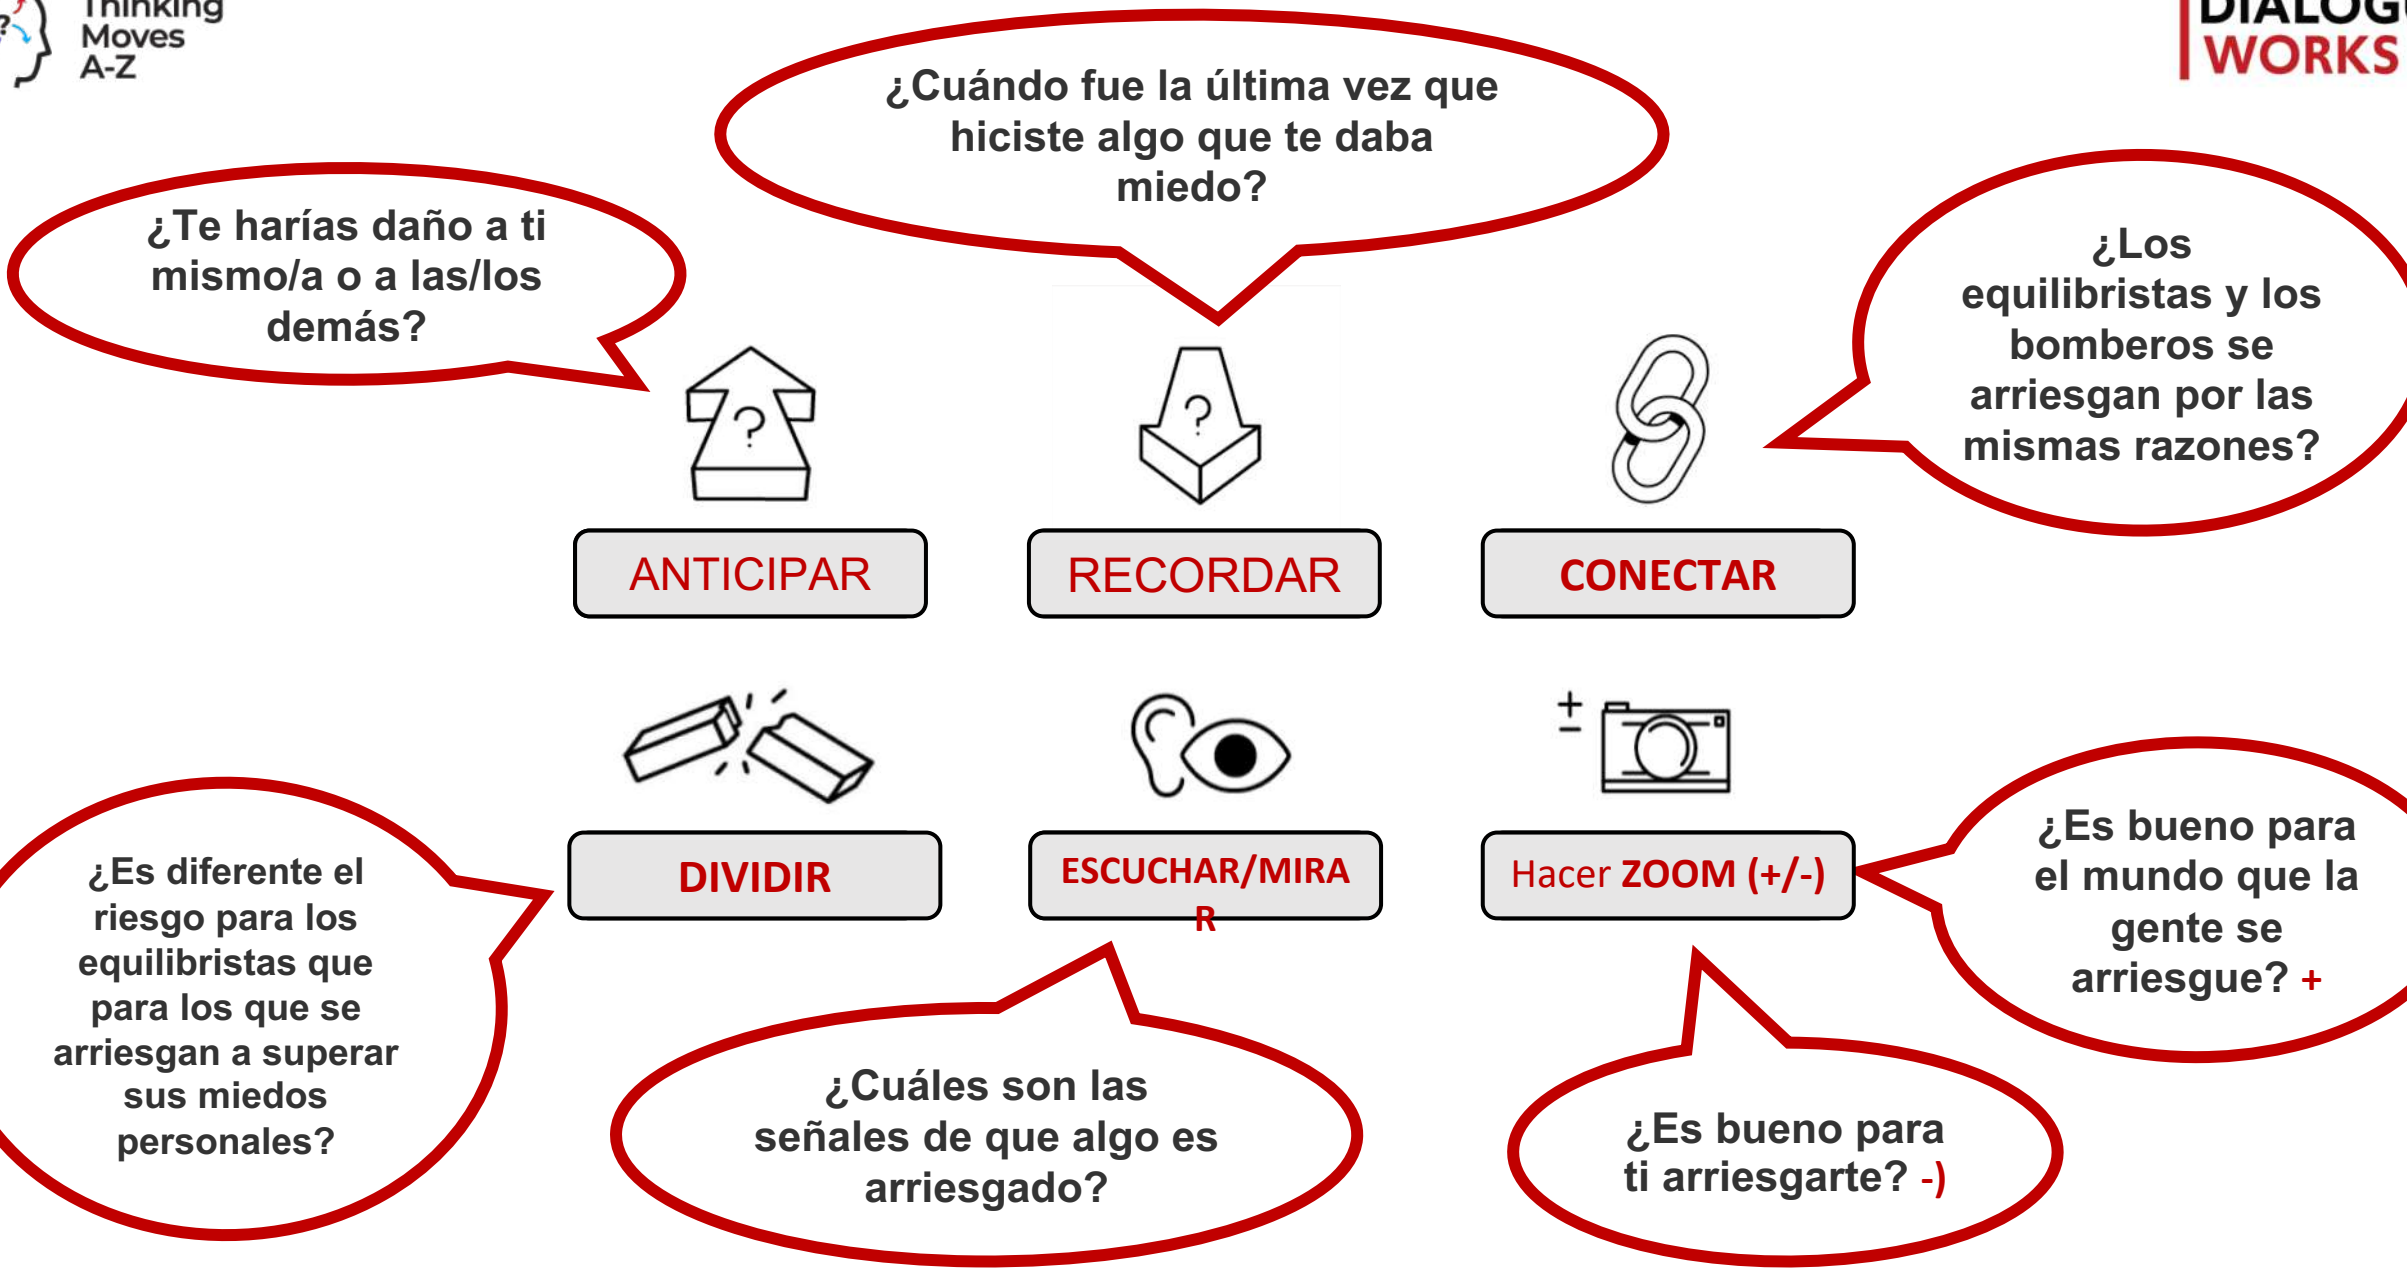 Thinking
Moves
A-Z
DIALOGU
WORKS
¿Cuándo fue la última vez que
hiciste algo que te daba
miedo?
¿Te harías daño a ti
mismo/a o a las/los
demás?
¿Los
equilibristas y los
bomberos se
arriesgan por las
mismas razones?
?
?
ANTICIPAR
RECORDAR
CONECTAR
+
−
DIVIDIR
ESCUCHAR/MIRA
R
Hacer ZOOM (+/-)
¿Es diferente el
riesgo para los
equilibristas que
para los que se
arriesgan a superar
sus miedos
personales?
¿Cuáles son las
señales de que algo es
arriesgado?
¿Es bueno para
ti arriesgarte? -)
¿Es bueno para
el mundo que la
gente se
arriesgue? +